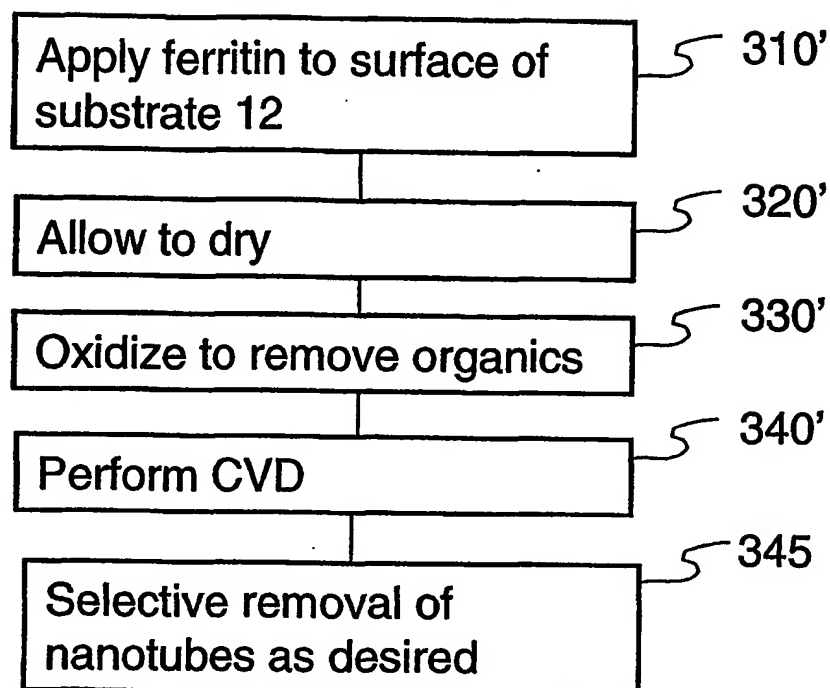 Apply ferritin to surface of
substrate 12
310'
Allow to dry
320'
Oxidize to remove organics
330'
Perform CVD
340'
Selective removal of
nanotubes as desired
345